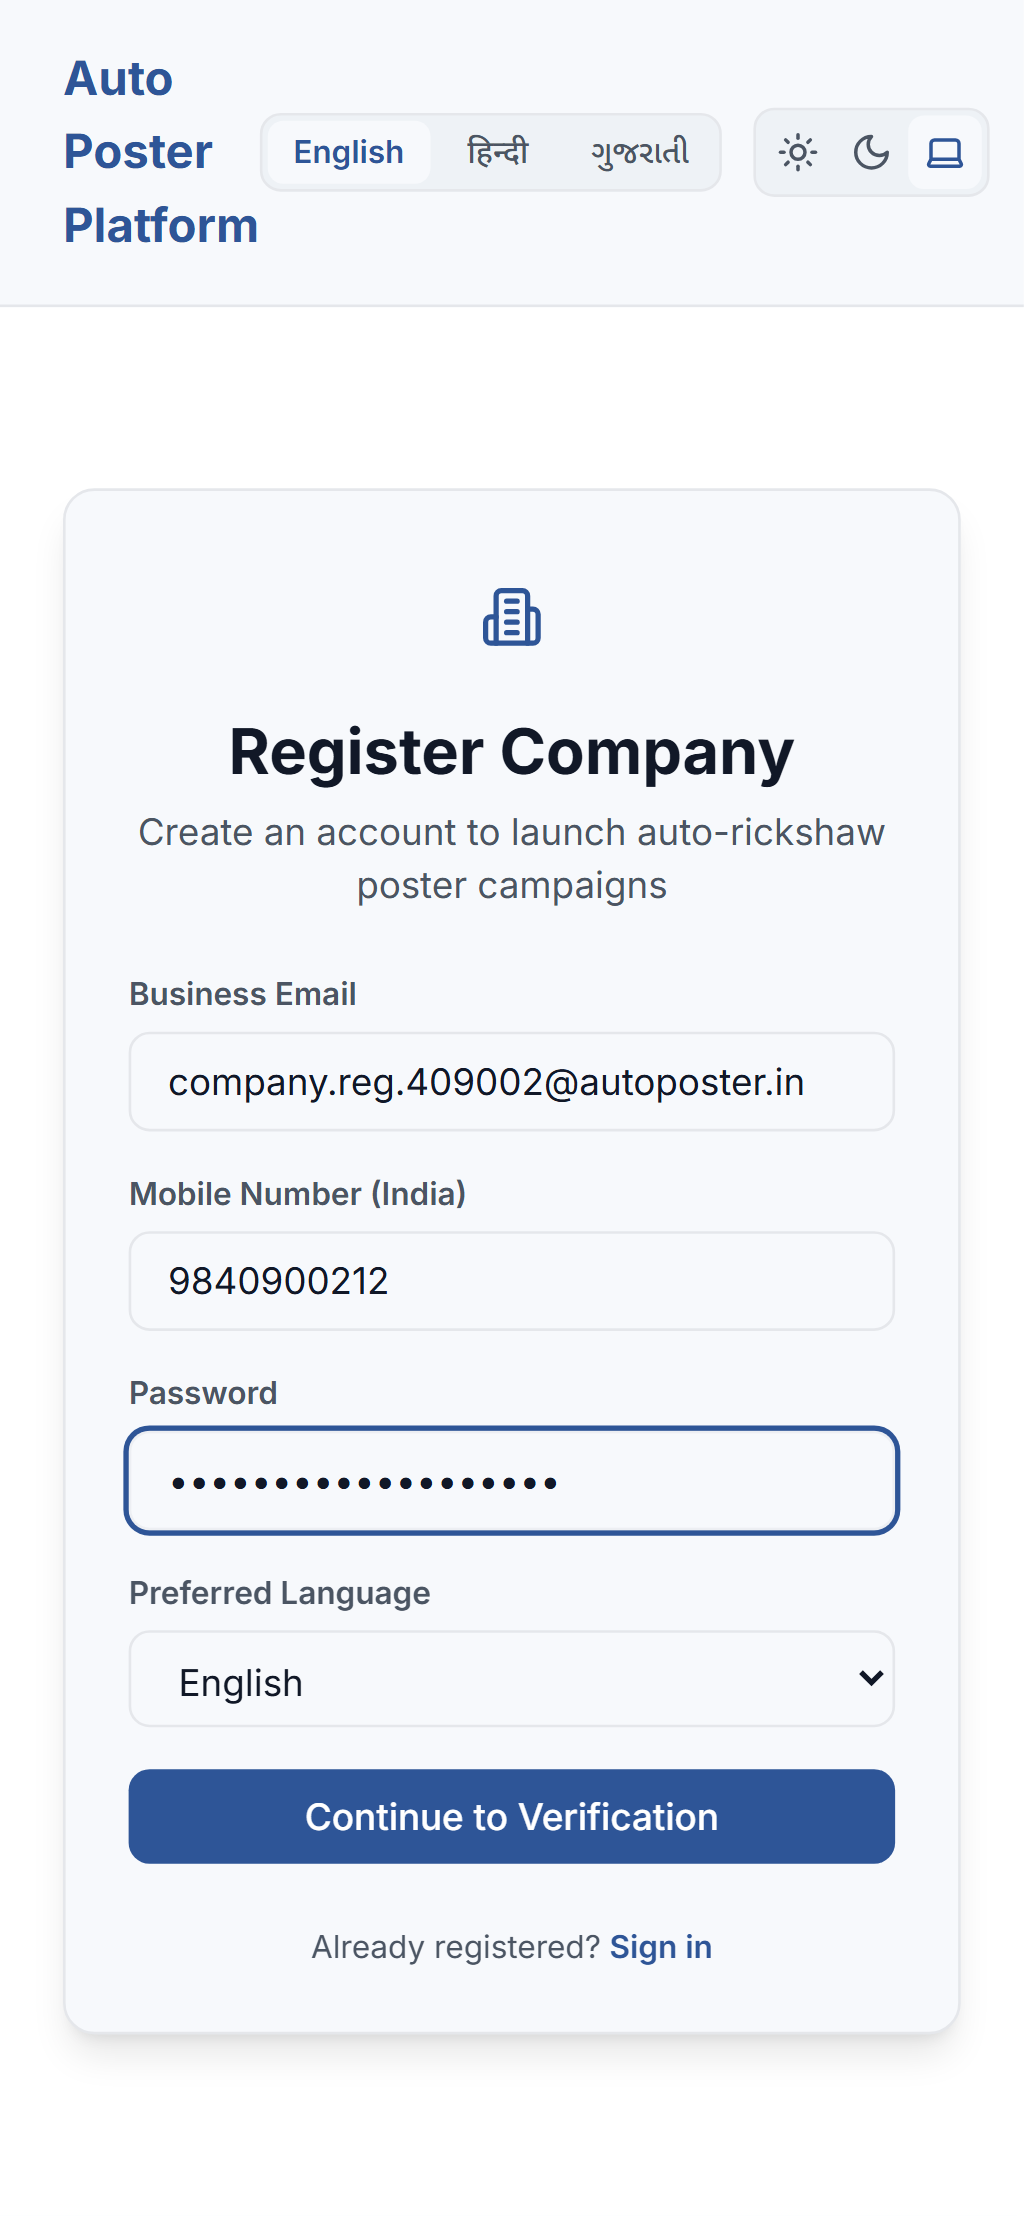 Auto
Poster
Platform
English
हिन्दी
ગુજરાતી
Register Company
Create an account to launch auto-rickshaw
poster campaigns
Business Email
company.reg.409002@autoposter.in
Mobile Number (India)
9840900212
Password
•••••••••••••••••••
Preferred Language
English
Continue to Verification
Already registered? Sign in